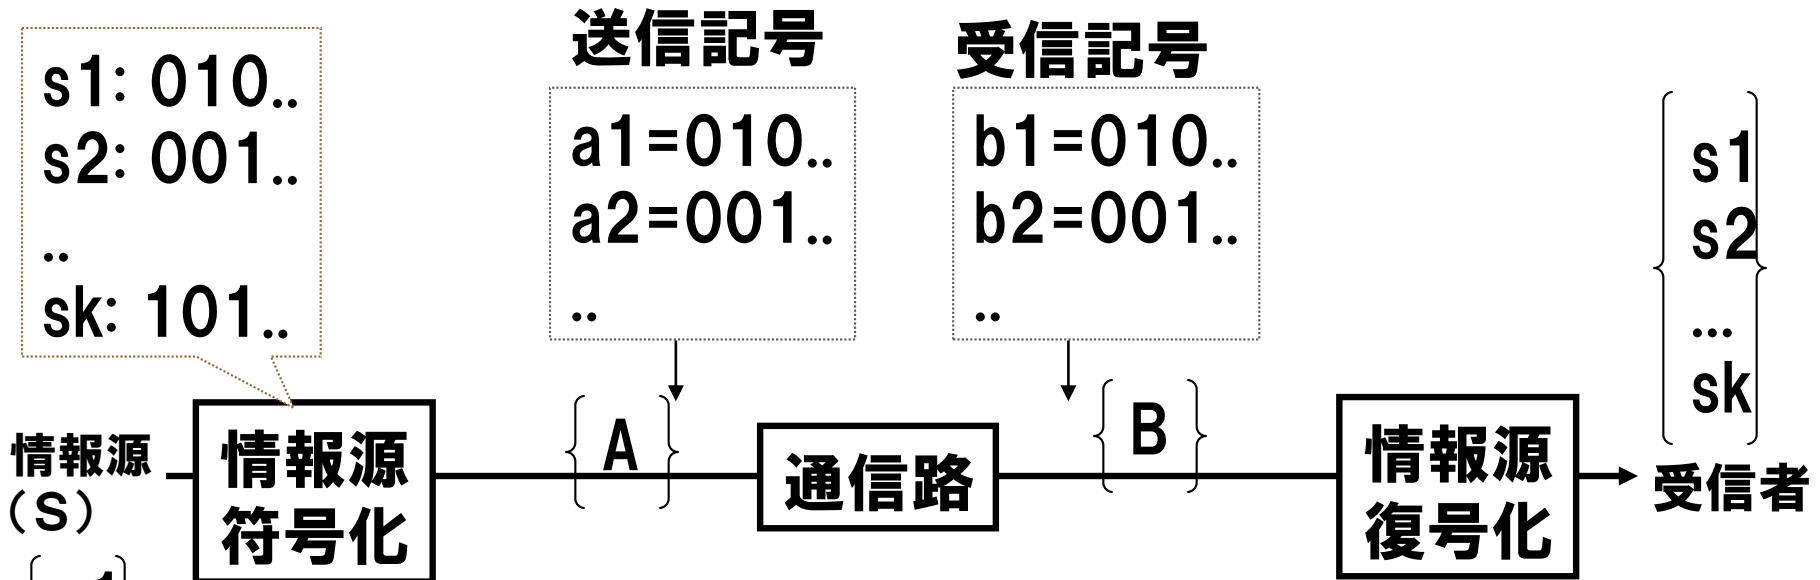 s1: 010..
s2: 001..
..
sk: 101..
送信記号
a1=010..
a2=001..
..
受信記号
b1=010..
b2=001..
..
s1
s2
...
sk
情報源
(S)
情報源
符号化
A
通信路
B
情報源
復号化
受信者